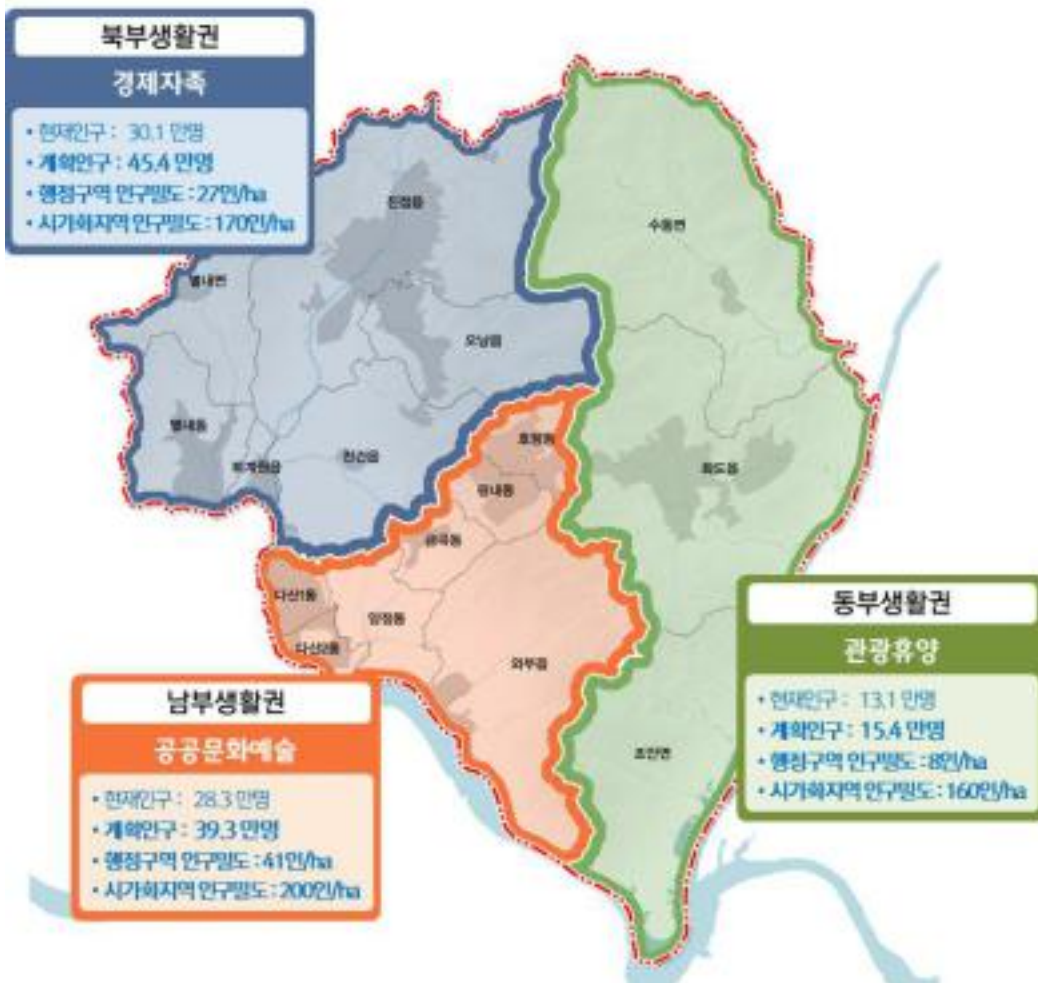 북부생활권
경제자족
• 현재인구 : 30.1 만명
• 계획인구 : 45.4 만명
• 행정구역 인구밀도 : 27인/ha
• 시가화지역 인구밀도 : 170인/ha
진접읍
수동면
별내면
오남읍
별내동
퇴계원읍
진건읍
호평동
평내동
화도읍
금곡동
다산1동
양정동
다산2동
와부읍
조안면
동부생활권
관광휴양
• 현재인구 : 13.1 만명
• 계획인구 : 15.4 만명
• 행정구역 인구밀도 : 8인/ha
• 시가화지역 인구밀도 : 160인/ha
남부생활권
공공문화예술
• 현재인구 : 28.3 만명
• 계획인구 : 39.3 만명
• 행정구역 인구밀도 : 41인/ha
• 시가화지역 인구밀도 : 200인/ha